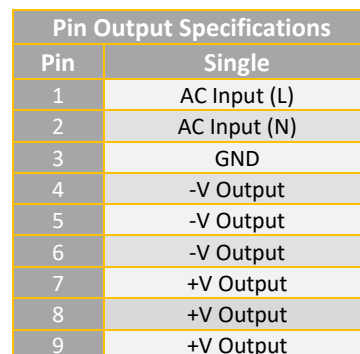 Pin Output Specifications
Pin Single
1 AC Input (L)
2 AC Input (N)
3 GND
4 -V Output
5 -V Output
6 -V Output
7 +V Output
8 +V Output
9 +V Output